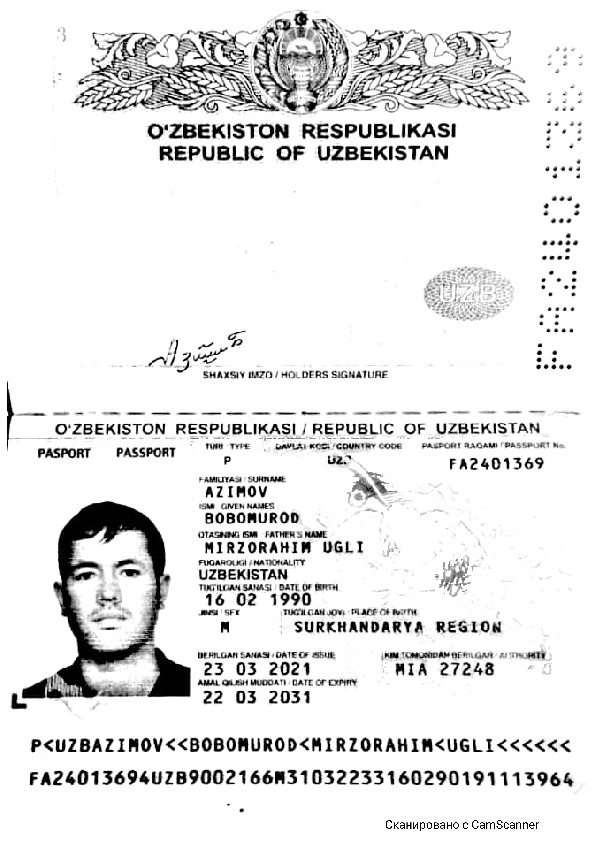 3
O'ZBEKISTON RESPUBLIKASI
REPUBLIC OF UZBEKISTAN
FA2401369
UZB
Азимов Б
SHAXSIY IMZO / HOLDERS SIGNATURE
O'ZBEKISTON RESPUBLIKASI / REPUBLIC OF UZBEKISTAN
PASPORT PASSPORT
TURI / TYPE DAVLAT KODI / COUNTRY CODE PASPORT RAQAMI / PASSPORT No.
P UZ FA2401369
FAMILIYASI / SURNAME
AZIMOV
ISMI / GIVEN NAMES
BOBOMUROD
OTASINING ISMI / FATHER'S NAME
MIRZORAHIM UGLI
FUQAROLIGI / NATIONALITY
UZBEKISTAN
TUG'ILGAN SANASI / DATE OF BIRTH
16 02 1990
JINSI / SEX TUG'ILGAN JOYI / PLACE OF BIRTH
M SURKHANDARYA REGION
BERILGAN SANASI / DATE OF ISSUE KIM TOMONIDAN BERILGAN / AUTHORITY
23 03 2021 MIA 27248
AMAL QILISH MUDDATI / DATE OF EXPIRY
22 03 2031
P<UZBAZIMOV<<BOBOMUROD<MIRZORAHIM<UGLI<<<<<<
FA24013694UZB9002166M31032233160290191113964
Сканировано с CamScanner